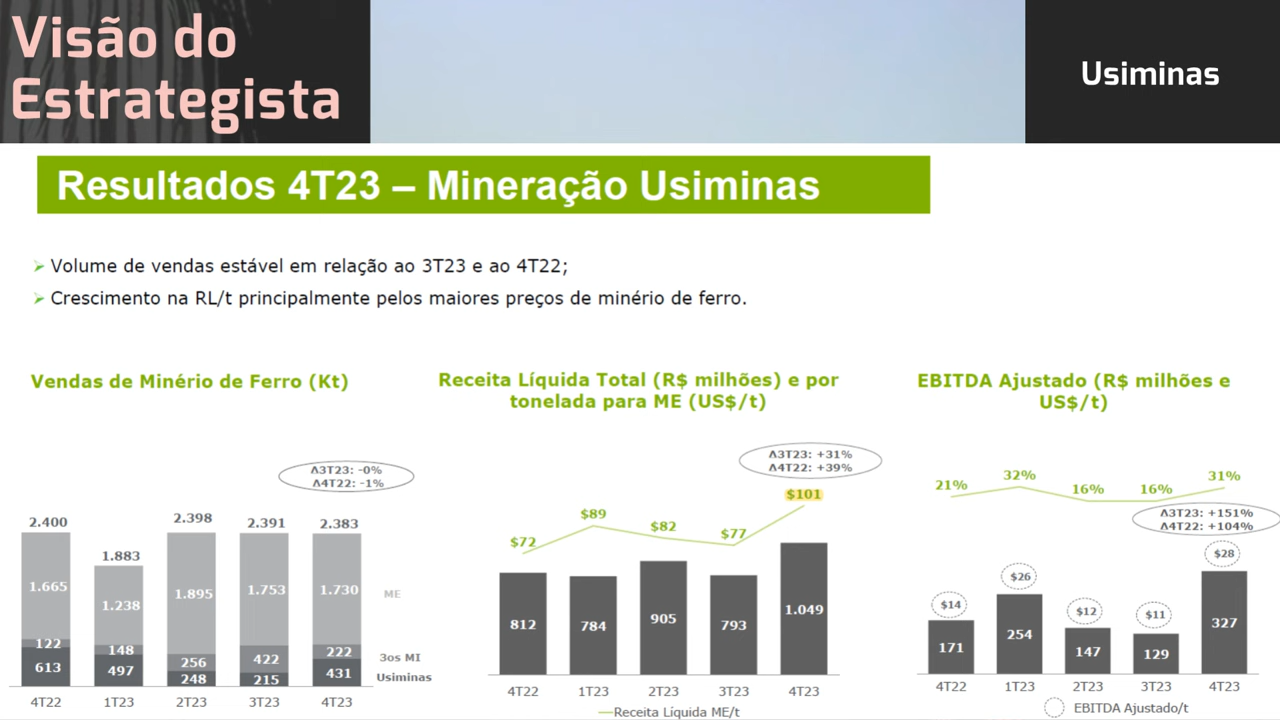 Visão do
Estrategista
Usiminas
Resultados 4T23 – Mineração Usiminas
Volume de vendas estável em relação ao 3T23 e ao 4T22;
Crescimento na RL/t principalmente pelos maiores preços de minério de ferro.
Vendas de Minério de Ferro (Kt)
Δ3T23: -0%
Δ4T22: -1%
2.400 1.883 2.398 2.391 2.383
1.665 1.238 1.895 1.753 1.730 ME
122 148 256 422 222 3os MI
613 497 248 215 431 Usiminas
4T22 1T23 2T23 3T23 4T23
Receita Líquida Total (R$ milhões) e por
tonelada para ME (US$/t)
Δ3T23: +31%
Δ4T22: +39%
$72 $89 $82 $77 $101
812 784 905 793 1.049
4T22 1T23 2T23 3T23 4T23
Receita Líquida ME/t
EBITDA Ajustado (R$ milhões e
US$/t)
21% 32% 16% 16% 31%
Δ3T23: +151%
Δ4T22: +104%
$14 $26 $12 $11 $28
171 254 147 129 327
4T22 1T23 2T23 3T23 4T23
EBITDA Ajustado/t